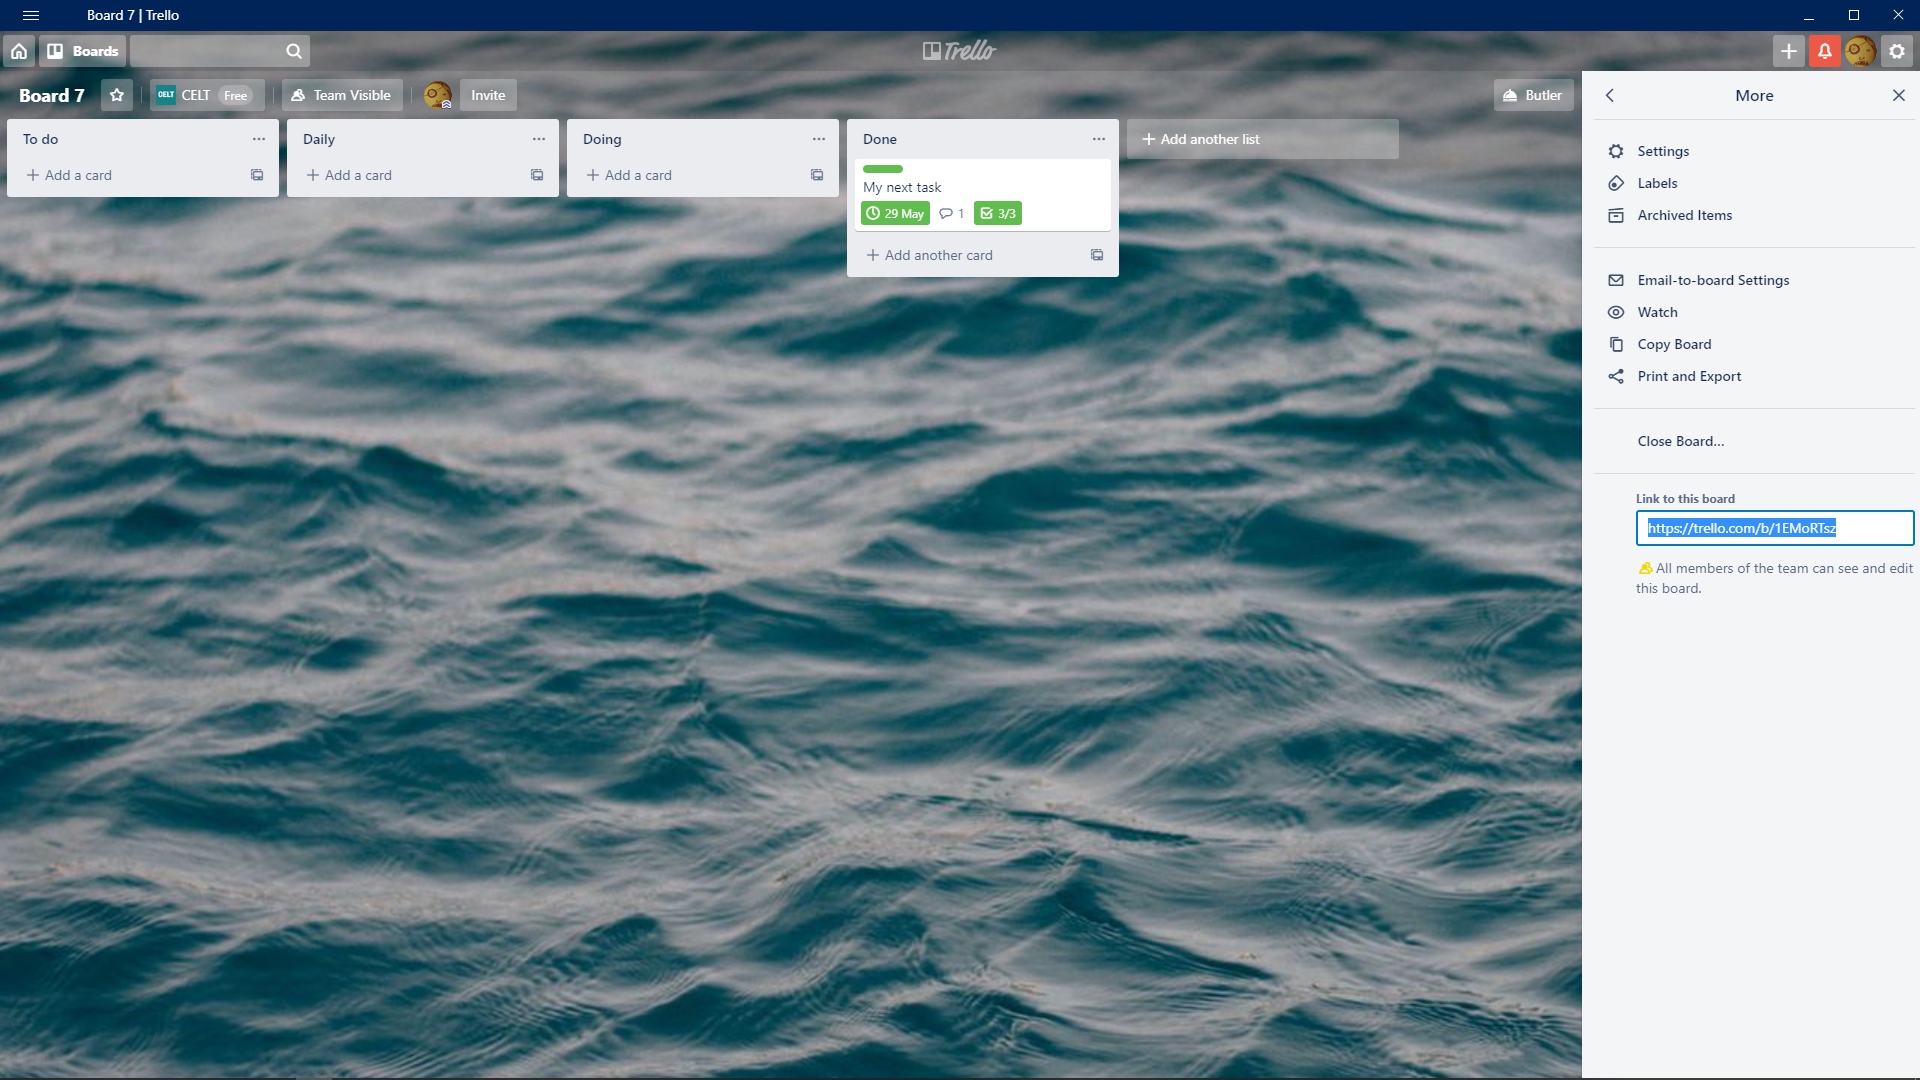 Board 7 | Trello
Boards
Trello
Board 7
CELT
CELT
Free
Team Visible
Invite
Butler
To do
Add a card
Daily
Add a card
Doing
Add a card
Done
My next task
29 May
1
3/3
Add another card
Add another list
More
Settings
Labels
Archived Items
Email-to-board Settings
Watch
Copy Board
Print and Export
Close Board...
Link to this board
https://trello.com/b/1EMoRTsz
All members of the team can see and edit
this board.